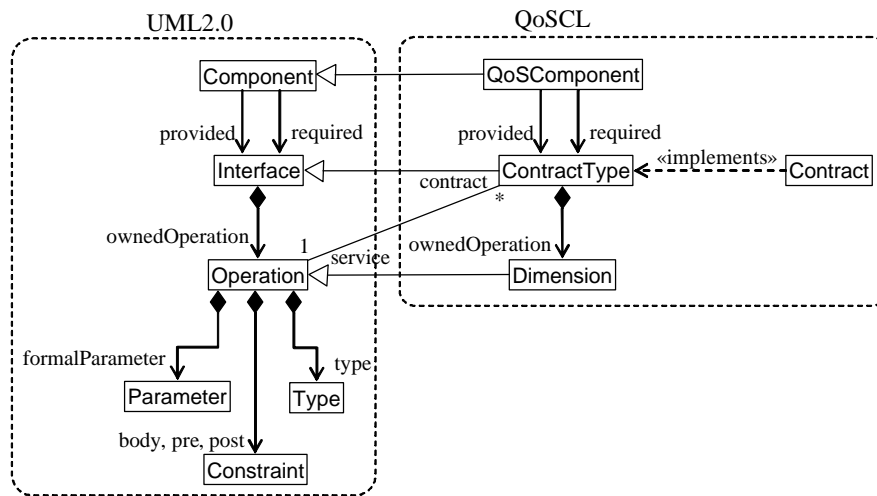 UML2.0
QoSCL
Component
QoSComponent
provided
required
provided
required
Interface
ContractType
«implements»
Contract
contract
*
ownedOperation
1
service
ownedOperation
Operation
Dimension
formalParameter
type
Parameter
Type
body, pre, post
Constraint